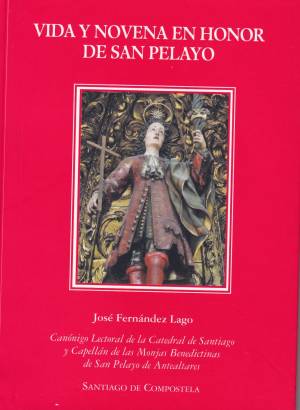 VIDA Y NOVENA EN HONOR
DE SAN PELAYO
José Fernández Lago
Canónigo Lectoral de la Catedral de Santiago
y Capellán de las Monjas Benedictinas
de San Pelayo de Antealtares
SANTIAGO DE COMPOSTELA